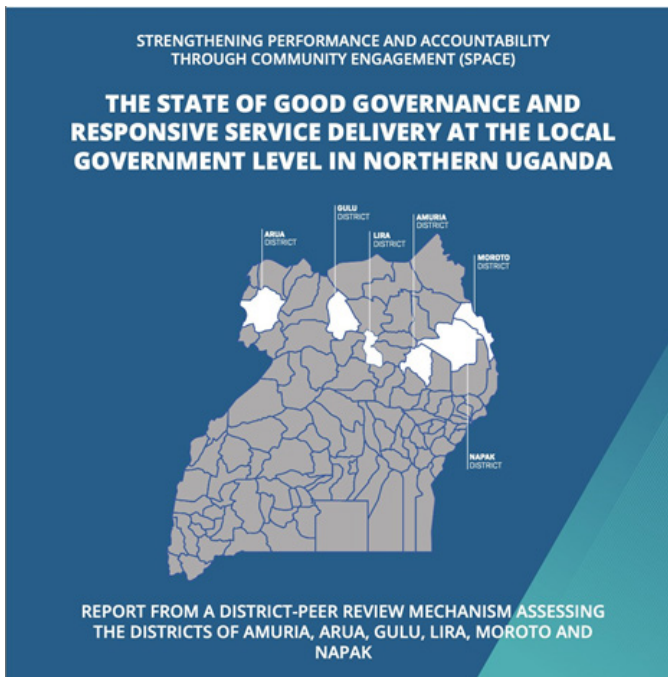 STRENGTHENING PERFORMANCE AND ACCOUNTABILITY
THROUGH COMMUNITY ENGAGEMENT (SPACE)
THE STATE OF GOOD GOVERNANCE AND
RESPONSIVE SERVICE DELIVERY AT THE LOCAL
GOVERNMENT LEVEL IN NORTHERN UGANDA
GULU
DISTRICT
AMURIA
DISTRICT
ARUA
DISTRICT
LIRA
DISTRICT
MOROTO
DISTRICT
NAPAK
DISTRICT
REPORT FROM A DISTRICT-PEER REVIEW MECHANISM ASSESSING
THE DISTRICTS OF AMURIA, ARUA, GULU, LIRA, MOROTO AND
NAPAK